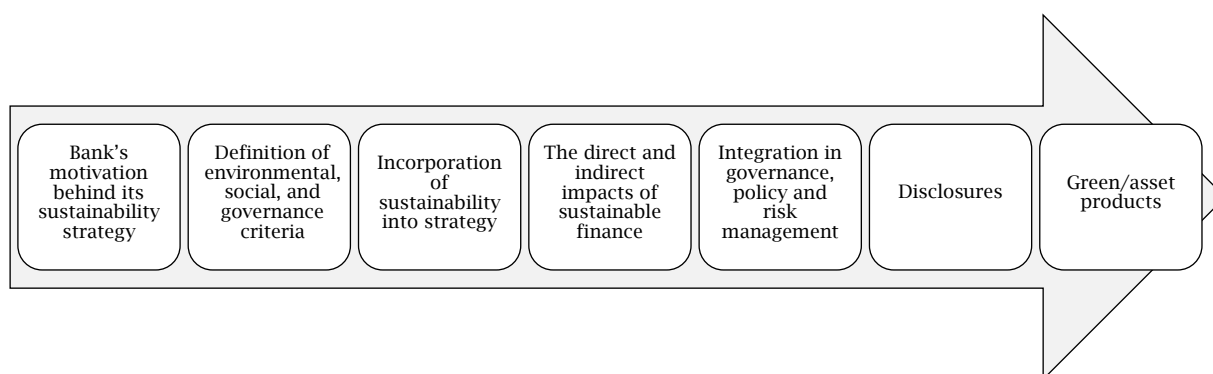 Bank's
motivation
behind its
sustainability
strategy
Definition of
environmental,
social, and
governance
criteria
Incorporation
of
sustainability
into strategy
The direct and
indirect
impacts of
sustainable
finance
Integration in
governance,
policy and
risk
management
Disclosures
Green/asset
products